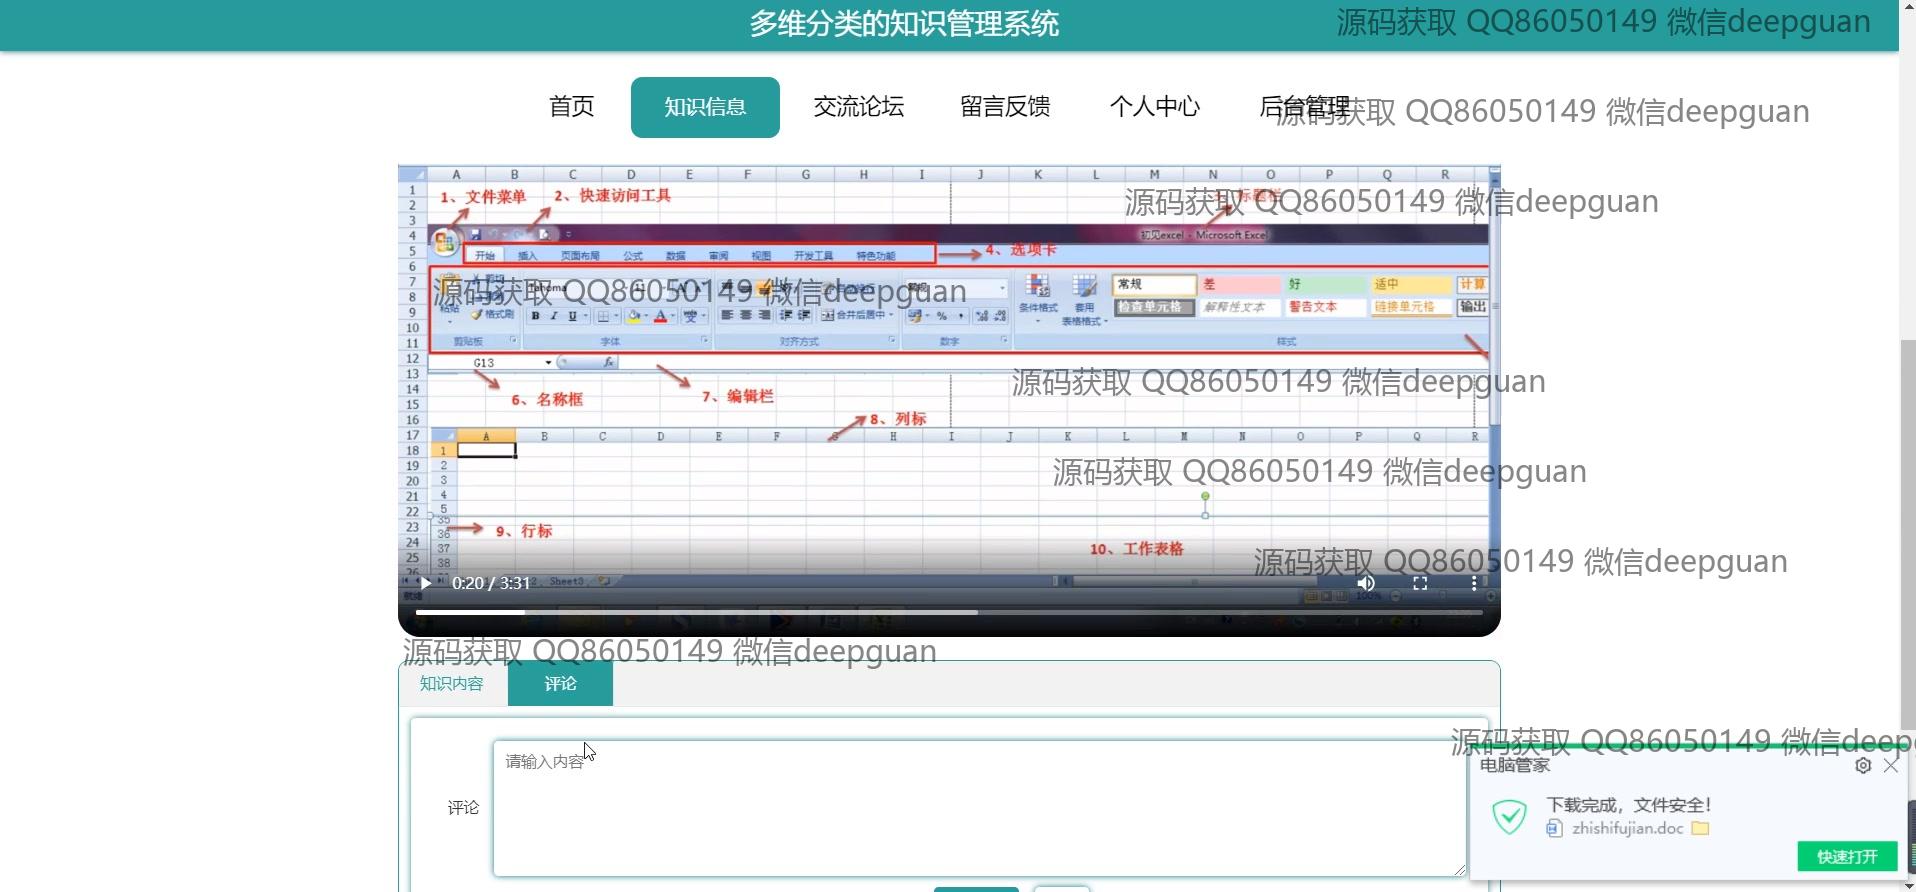 多维分类的知识管理系统
源码获取 QQ86050149 微信deepguan
首页
知识信息
交流论坛
留言反馈
个人中心
后台管理
源码获取 QQ86050149 微信deepguan
A B C D E F G H I J K L M N O P Q R
1、文件菜单
2、快速访问工具
源码获取 QQ86050149 微信deepguan
初见excel - Microsoft Excel
开始 插入 页面布局 公式 数据 审阅 视图 开发工具 特色功能
4、选项卡
源码获取 QQ86050149 微信deepguan
常规 差 好 适中 计算
检查单元格 解释性文本 警告文本 链接单元格 输出
条件格式 套用
表格格式
粘贴 格式刷
B I U
合并后居中
剪贴板 字体 对齐方式 数字 样式
G13 fx
源码获取 QQ86050149 微信deepguan
6、名称框
7、编辑栏
8、列标
A B C D E F G H I J K L M N O P Q R
源码获取 QQ86050149 微信deepguan
9、行标
10、工作表格
源码获取 QQ86050149 微信deepguan
0:20 / 3:31
Sheet3
100%
源码获取 QQ86050149 微信deepguan
知识内容
评论
请输入内容
评论
源码获取 QQ86050149 微信deep
电脑管家
下载完成，文件安全！
zhishifujian.doc
快速打开